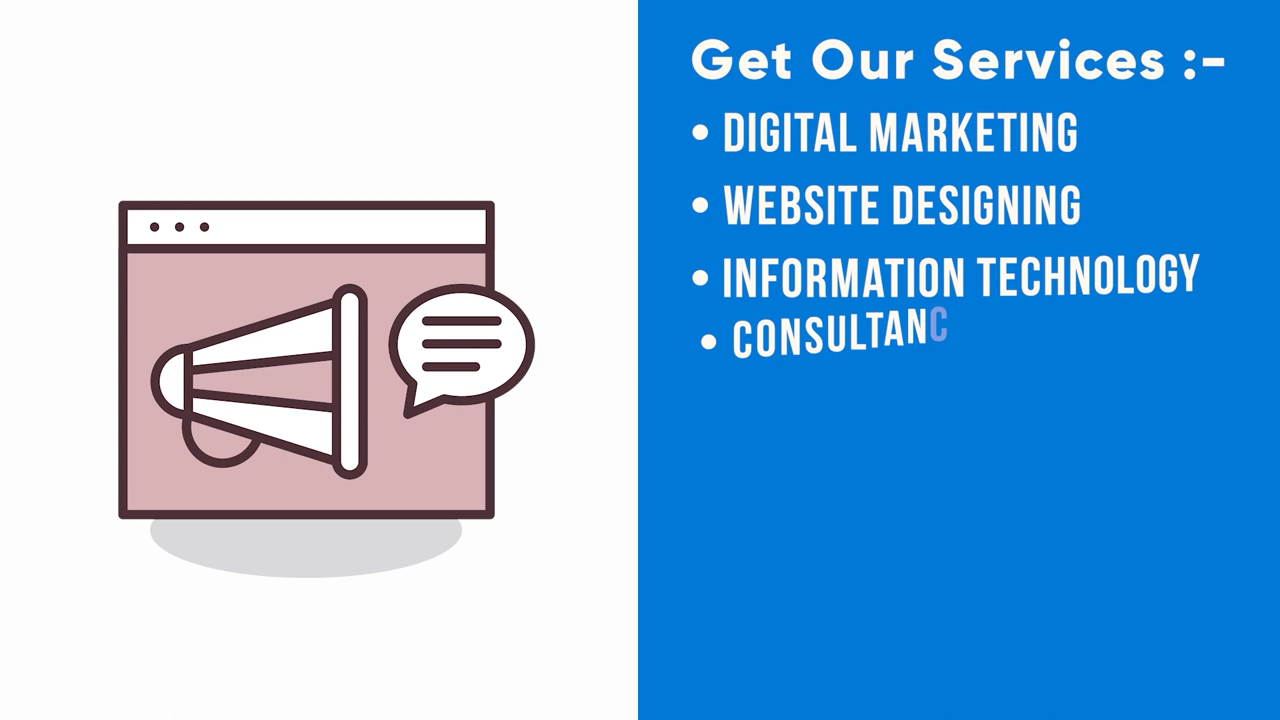 Get Our Services :-
• DIGITAL MARKETING
• WEBSITE DESIGNING
• INFORMATION TECHNOLOGY
• CONSULTANC